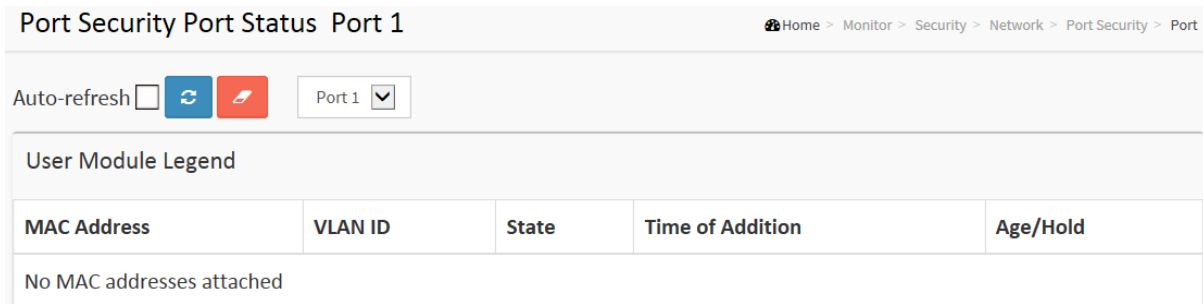 Port Security Port Status Port 1
Home > Monitor > Security > Network > Port Security > Port
Auto-refresh
Port 1
User Module Legend
MAC Address VLAN ID State Time of Addition Age/Hold
No MAC addresses attached